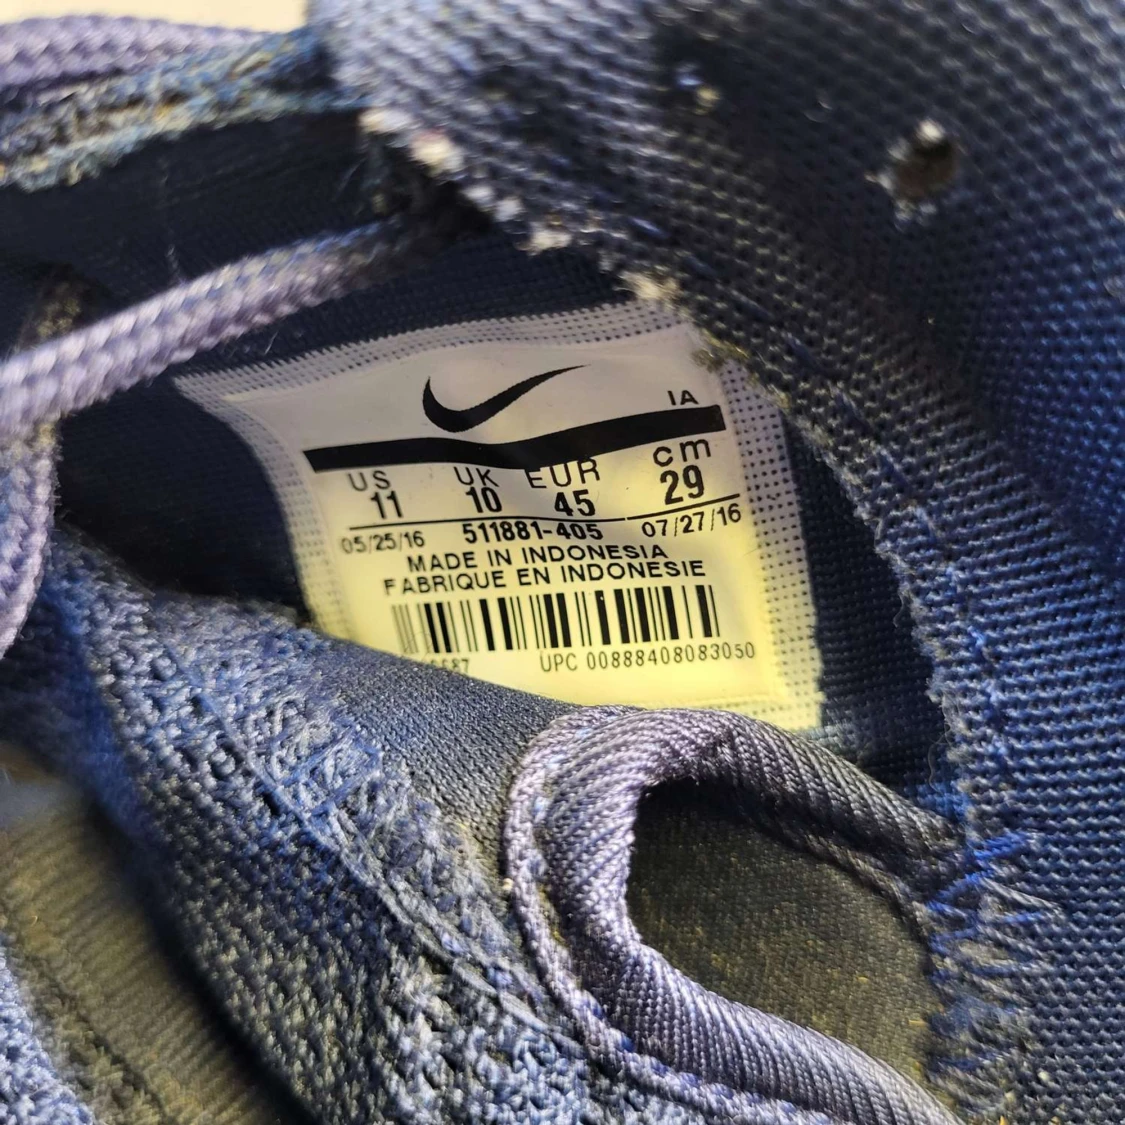 IA
US UK EUR cm
11 10 45 29
05/25/16 511881-405 07/27/16
MADE IN INDONESIA
FABRIQUE EN INDONESIE
UPC 00888408083050